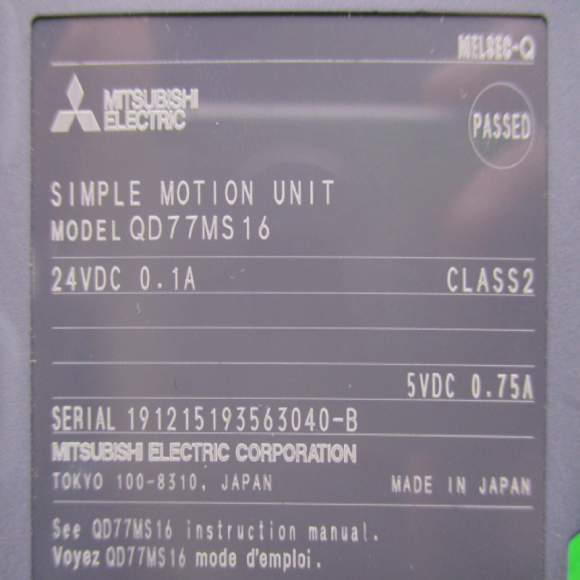 MELSEC-Q
MITSUBISHI
ELECTRIC
PASSED
SIMPLE MOTION UNIT
MODEL QD77MS16
24VDC 0.1A CLASS2
5VDC 0.75A
SERIAL 191215193563040-B
MITSUBISHI ELECTRIC CORPORATION
TOKYO 100-8310, JAPAN MADE IN JAPAN
See QD77MS16 instruction manual.
Voyez QD77MS16 mode d'emploi.